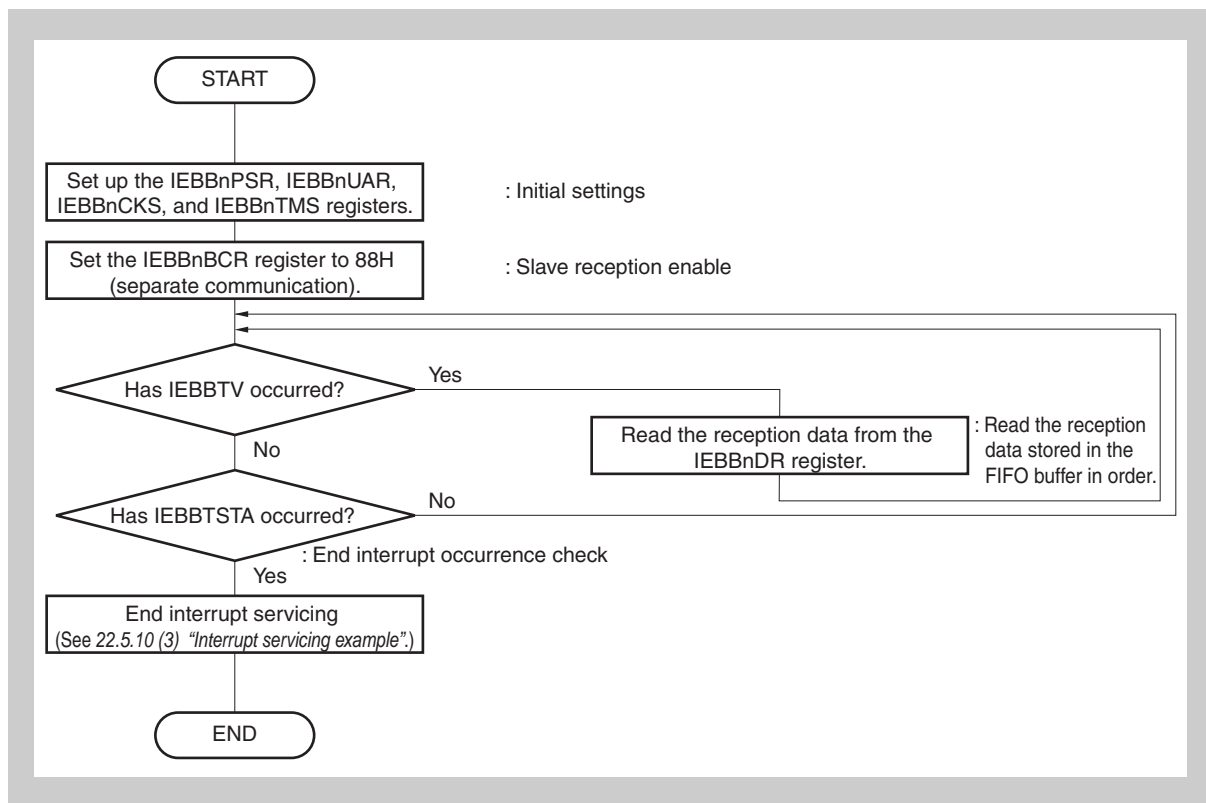 START
Set up the IEBBnPSR, IEBBnUAR,
IEBBnCKS, and IEBBnTMS registers.
: Initial settings
Set the IEBBnBCR register to 88H
(separate communication).
: Slave reception enable
Has IEBBTV occurred?
Yes
Read the reception data from the
IEBBnDR register.
: Read the reception
data stored in the
FIFO buffer in order.
No
Has IEBBTSTA occurred?
No
: End interrupt occurrence check
Yes
End interrupt servicing
(See 22.5.10 (3) “Interrupt servicing example”.)
END